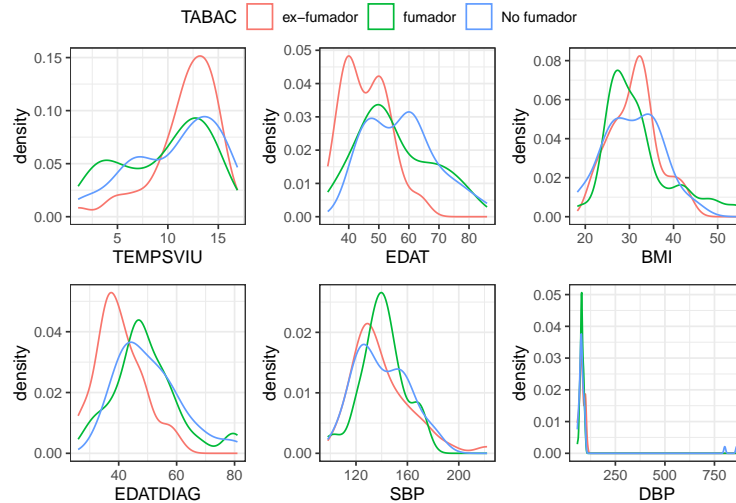 TABAC ex−fumador fumador No fumador
density
0.15
0.10
0.05
0.00
5 10 15
TEMPSVIU
density
0.05
0.04
0.03
0.02
0.01
0.00
40 50 60 70 80
EDAT
density
0.08
0.06
0.04
0.02
0.00
20 30 40 50
BMI
density
0.04
0.02
0.00
40 60 80
EDATDIAG
density
0.02
0.01
0.00
120 160 200
SBP
density
0.05
0.04
0.03
0.02
0.01
0.00
250 500 750
DBP